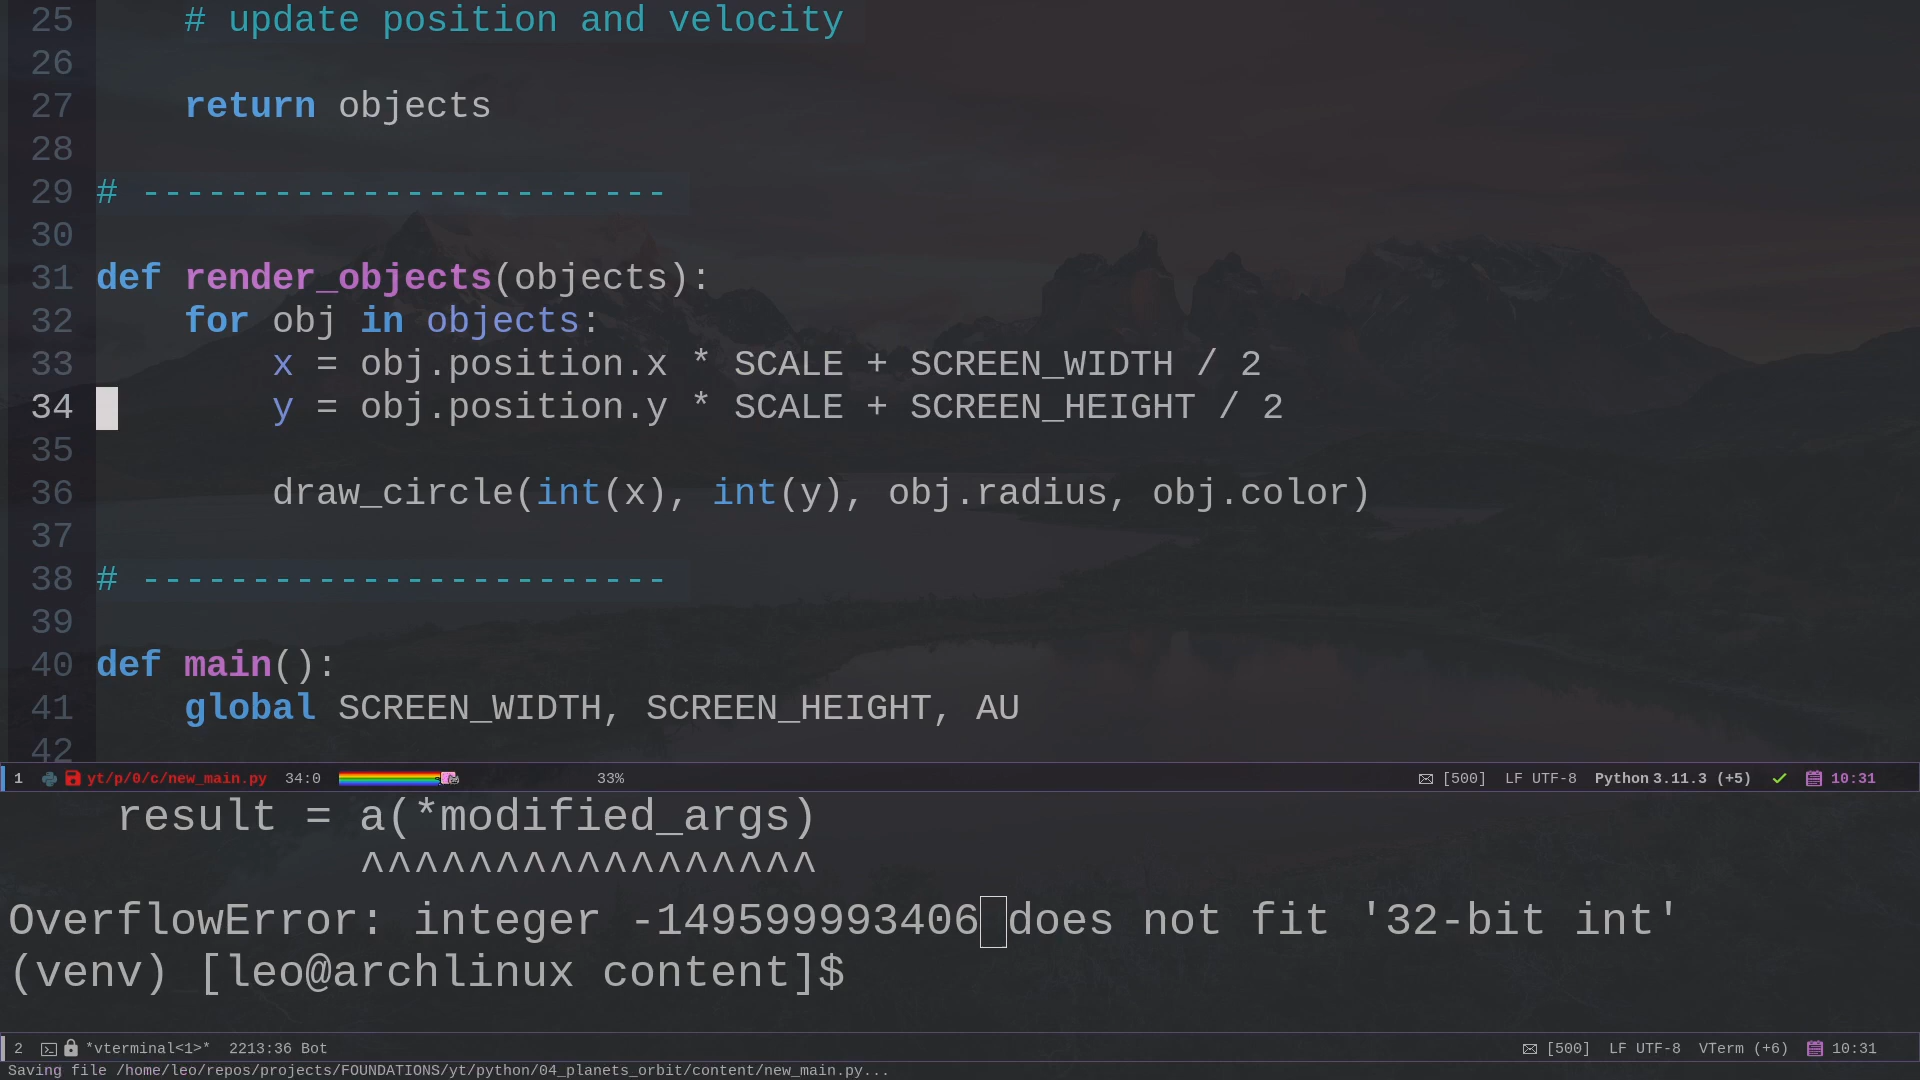 25 # update position and velocity
26
27 return objects
28
29 # ------------------------
30
31 def render_objects(objects):
32 for obj in objects:
33 x = obj.position.x * SCALE + SCREEN_WIDTH / 2
34 y = obj.position.y * SCALE + SCREEN_HEIGHT / 2
35
36 draw_circle(int(x), int(y), obj.radius, obj.color)
37
38 # ------------------------
39
40 def main():
41 global SCREEN_WIDTH, SCREEN_HEIGHT, AU
42
1 yt/p/0/c/new_main.py 34:0 33% [500] LF UTF-8 Python 3.11.3 (+5) 10:31
result = a(*modified_args)
^^^^^^^^^^^^^^^^^
OverflowError: integer -149599993406 does not fit '32-bit int'
(venv) [leo@archlinux content]$
2 *vterminal<1>* 2213:36 Bot [500] LF UTF-8 VTerm (+6) 10:31
Saving file /home/leo/repos/projects/FOUNDATIONS/yt/python/04_planets_orbit/content/new_main.py...